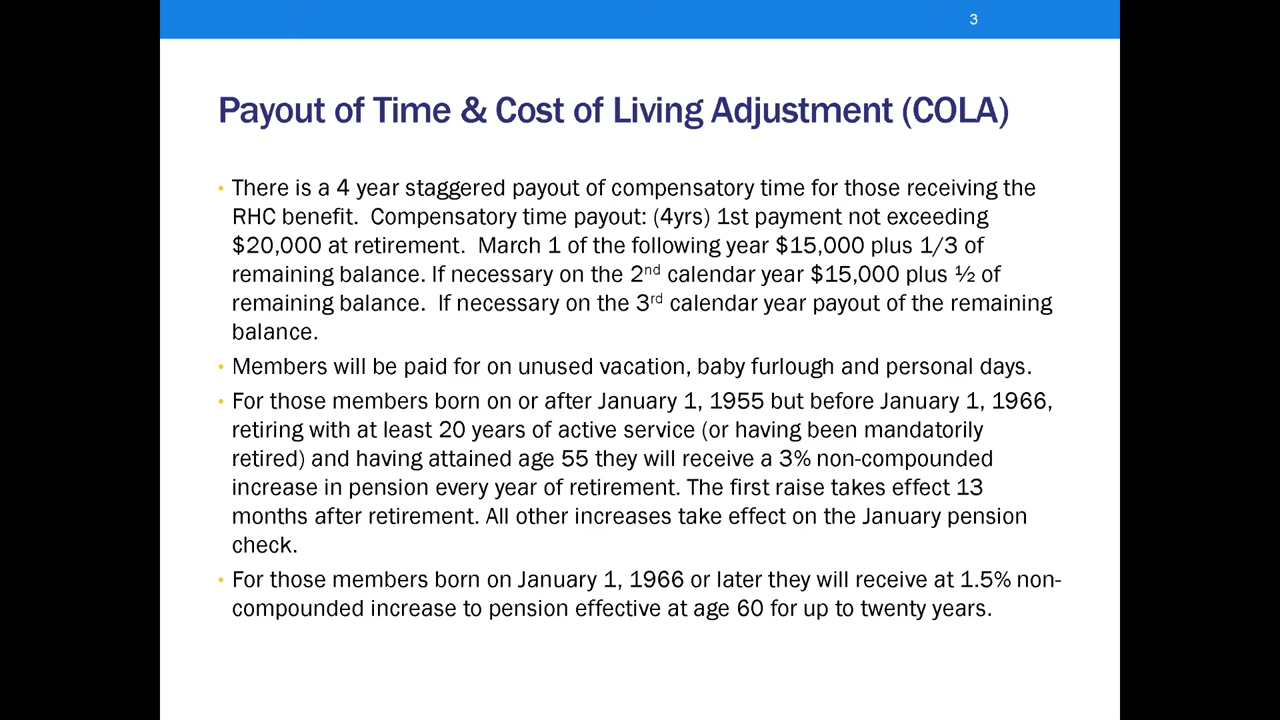 3
Payout of Time & Cost of Living Adjustment (COLA)
• There is a 4 year staggered payout of compensatory time for those receiving the
RHC benefit.  Compensatory time payout: (4yrs) 1st payment not exceeding
$20,000 at retirement.  March 1 of the following year $15,000 plus 1/3 of
remaining balance. If necessary on the 2nd calendar year $15,000 plus ½ of
remaining balance.  If necessary on the 3rd calendar year payout of the remaining
balance.
• Members will be paid for on unused vacation, baby furlough and personal days.
• For those members born on or after January 1, 1955 but before January 1, 1966,
retiring with at least 20 years of active service (or having been mandatorily
retired) and having attained age 55 they will receive a 3% non-compounded
increase in pension every year of retirement. The first raise takes effect 13
months after retirement. All other increases take effect on the January pension
check.
• For those members born on January 1, 1966 or later they will receive at 1.5% non-
compounded increase to pension effective at age 60 for up to twenty years.